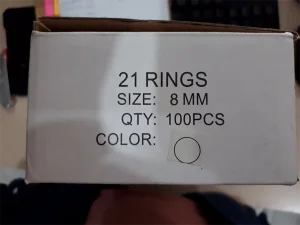 21 RINGS
SIZE: 8 MM
QTY: 100PCS
COLOR: